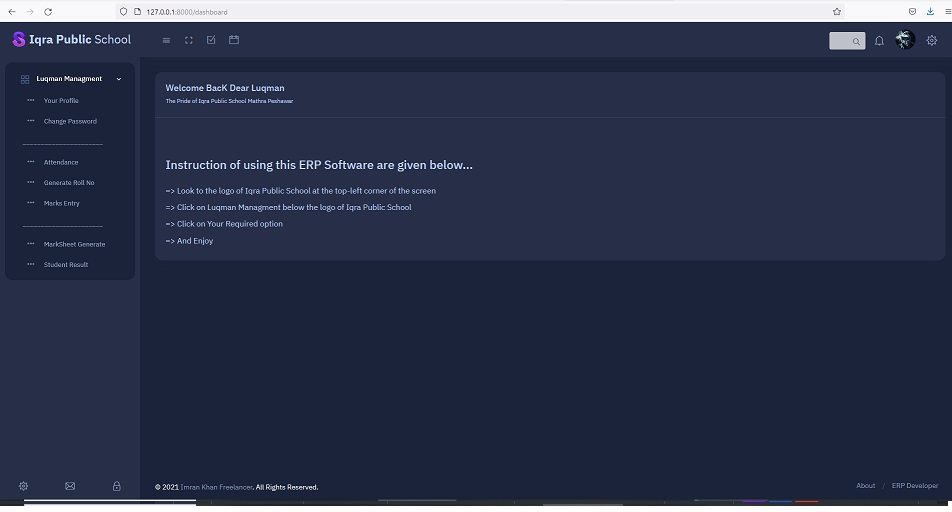 127.0.0.1:8000/dashboard
Iqra Public School
Luqman Managment
Your Profile
Change Password
Attendance
Generate Roll No
Marks Entry
MarkSheet Generate
Student Result
Welcome BacK Dear Luqman
The Pride of Iqra Public School Mathra Peshawar
Instruction of using this ERP Software are given below...
=> Look to the logo of Iqra Public School at the top-left corner of the screen
=> Click on Luqman Managment below the logo of Iqra Public School
=> Click on Your Required option
=> And Enjoy
© 2021 Imran Khan Freelancer. All Rights Reserved.
About / ERP Developer